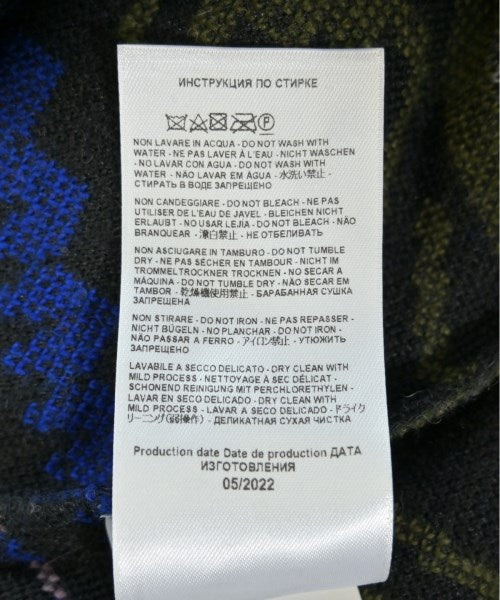 ИНСТРУКЦИЯ ПО СТИРКЕ
F
NON LAVARE IN ACQUA - DO NOT WASH WITH
WATER - NE PAS LAVER À L'EAU - NICHT WASCHEN
- NO LAVAR CON AGUA - DO NOT WASH WITH
WATER - NÃO LAVAR EM ÁGUA - 水洗い禁止 -
СТИРАТЬ В ВОДЕ ЗАПРЕЩЕНО
NON CANDEGGIARE - DO NOT BLEACH - NE PAS
UTILISER DE L'EAU DE JAVEL - BLEICHEN NICHT
ERLAUBT - NO USAR LEJIA - DO NOT BLEACH - NÃO
BRANQUEAR - 漂白禁止 - НЕ ОТБЕЛИВАТЬ
NON ASCIUGARE IN TAMBURO - DO NOT TUMBLE
DRY - NE PAS SÉCHER EN TAMBOUR - NICHT IM
TROMMELTROCKNER TROCKNEN - NO SECAR A
MÁQUINA - DO NOT TUMBLE DRY - NÃO SECAR EM
TAMBOR - 乾燥機使用禁止 - БАРАБАННАЯ СУШКА
ЗАПРЕЩЕНА
NON STIRARE - DO NOT IRON - NE PAS REPASSER -
NICHT BÜGELN - NO PLANCHAR - DO NOT IRON -
NÃO PASSAR A FERRO - アイロン禁止 - УТЮЖИТЬ
ЗАПРЕЩЕНО
LAVABILE A SECCO DELICATO - DRY CLEAN WITH
MILD PROCESS - NETTOYAGE À SEC DÉLICAT -
SCHONEND REINIGUNG MIT PERCHLORETHYLEN -
LAVAR EN SECO DELICADO - DRY CLEAN WITH
MILD PROCESS - LAVAR A SECO DELICADO - ドライク
リーニング(弱操作) - ДЕЛИКАТНАЯ СУХАЯ ЧИСТКА
Production date Date de production ДАТА
ИЗГОТОВЛЕНИЯ
05/2022